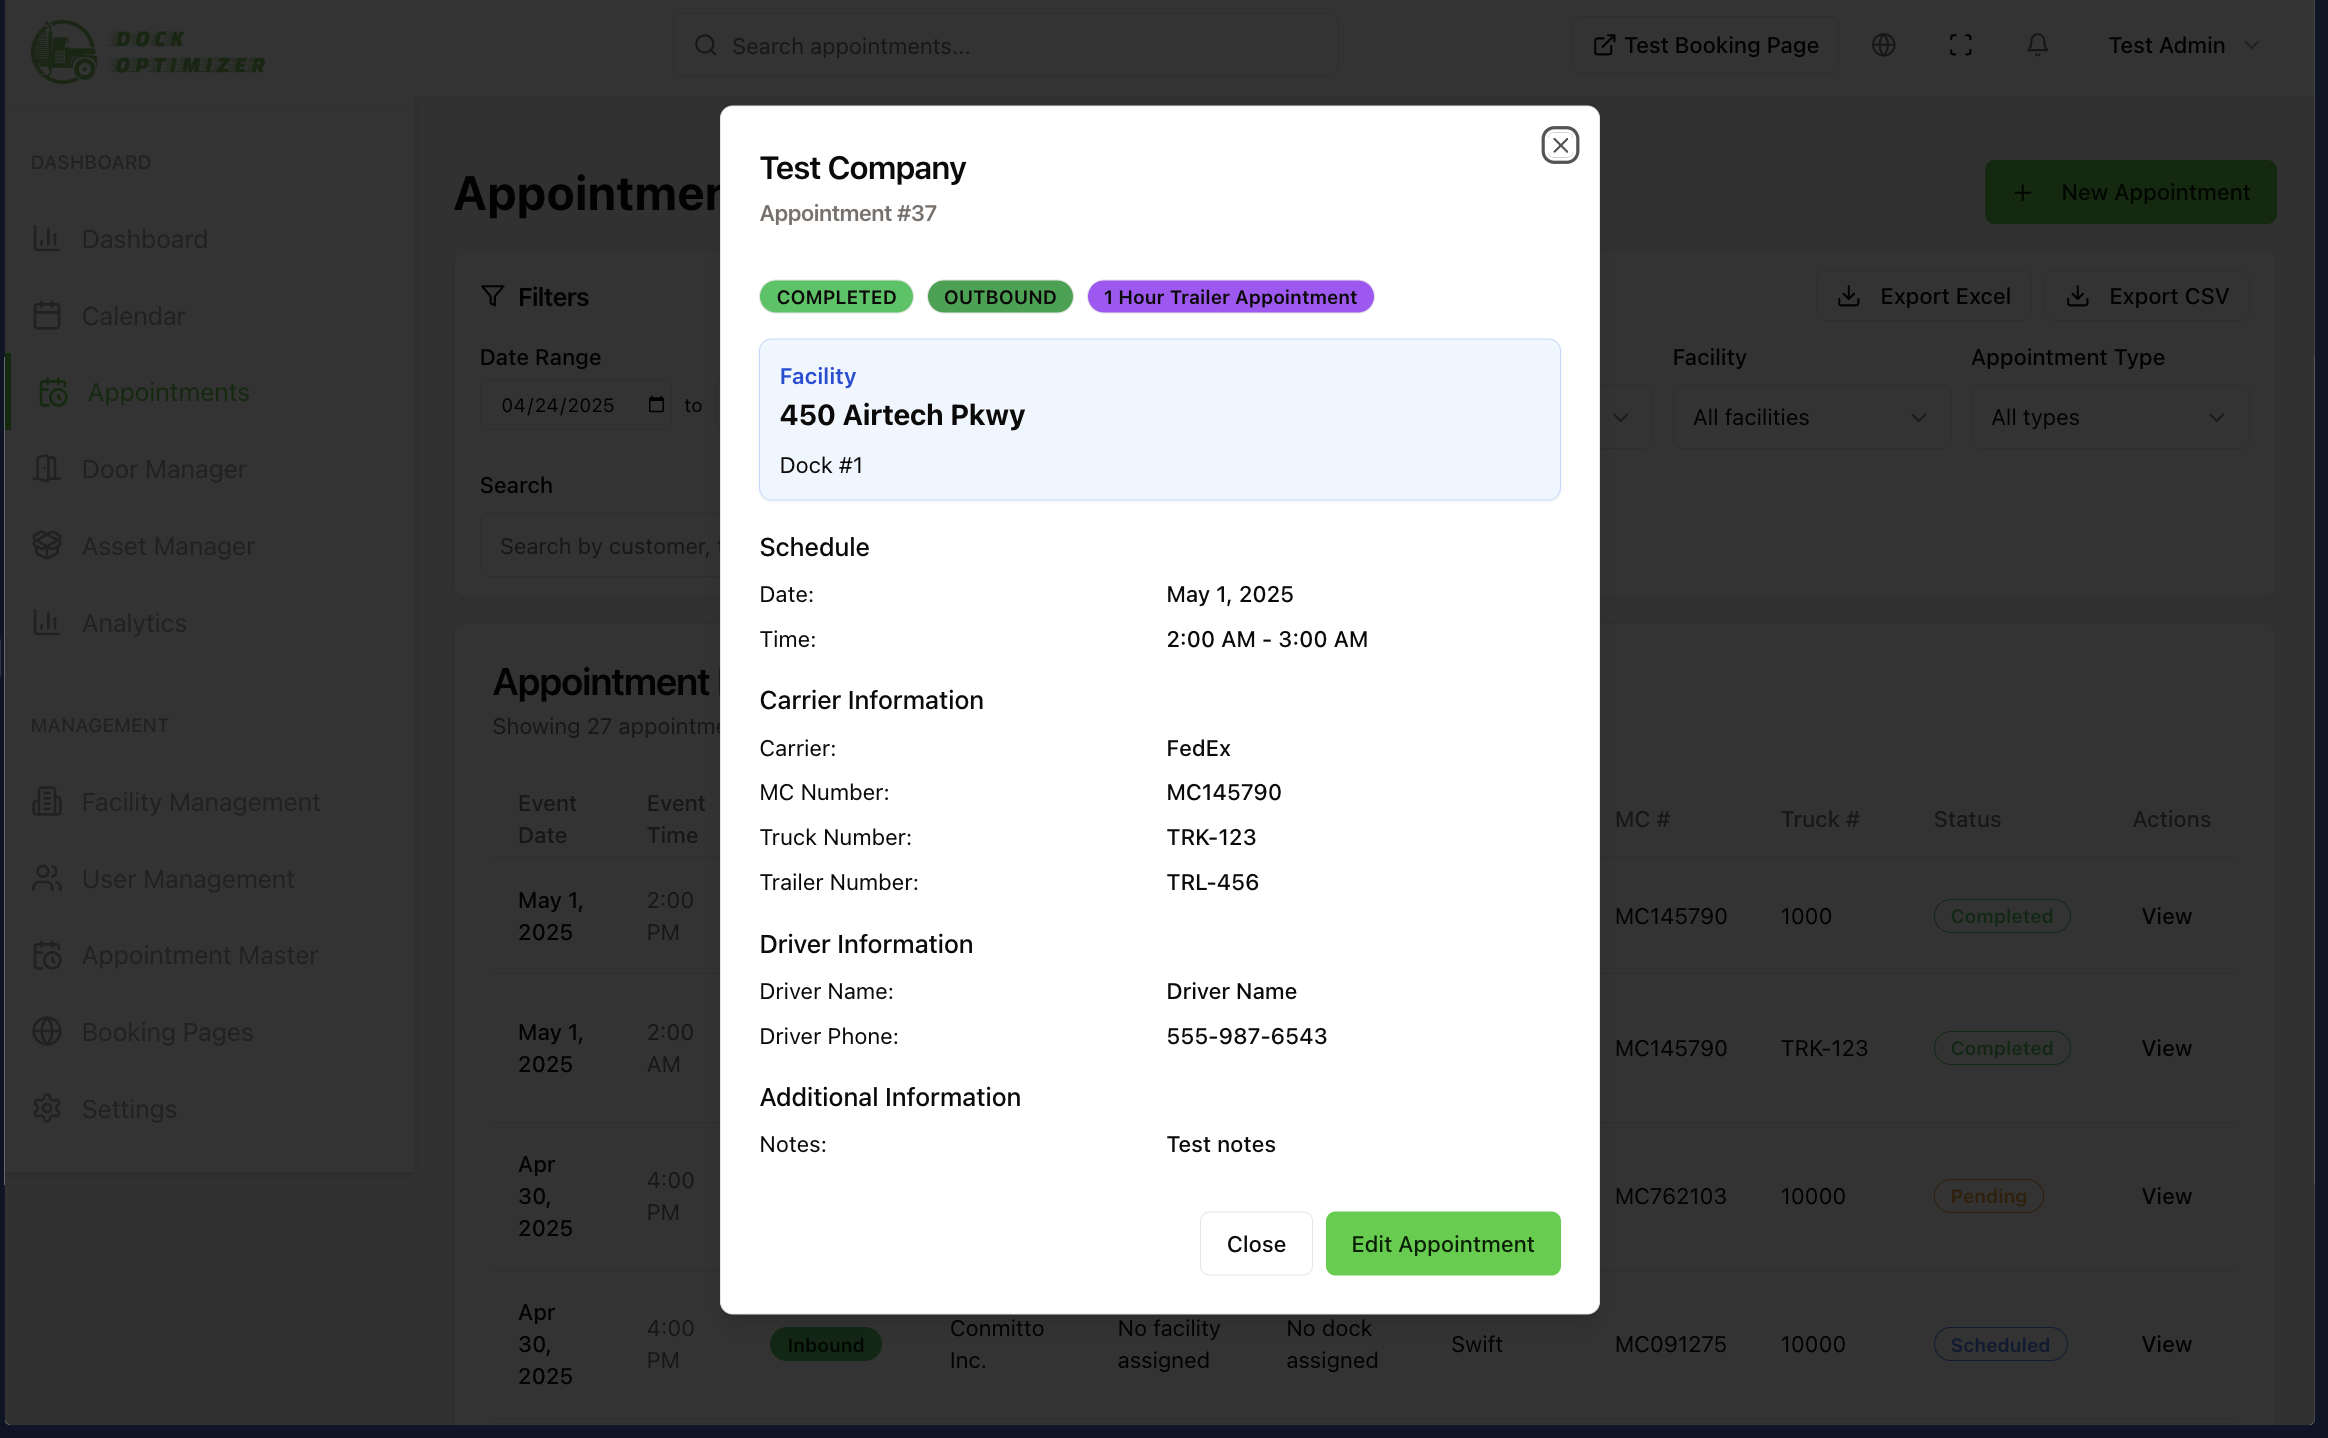 DOCK
OPTIMIZER
Search appointments...
Test Booking Page
Test Admin
DASHBOARD
Dashboard
Calendar
Appointments
Door Manager
Asset Manager
Analytics
MANAGEMENT
Facility Management
User Management
Appointment Master
Booking Pages
Settings
New Appointment
Filters
Export Excel
Export CSV
Date Range
04/24/2025
to
Facility
All facilities
Appointment Type
All types
Search
Search by customer,
Appointment
Showing 27
Event Date
Event Time
MC #
Truck #
Status
Actions
May 1, 2025
2:00 PM
MC145790
1000
Completed
View
May 1, 2025
2:00 AM
MC145790
TRK-123
Completed
View
Apr 30, 2025
4:00 PM
MC762103
10000
Pending
View
Apr 30, 2025
4:00 PM
Inbound
Conmitto Inc.
No facility assigned
No dock assigned
Swift
MC091275
10000
Scheduled
View
Test Company
Appointment #37
COMPLETED
OUTBOUND
1 Hour Trailer Appointment
Facility
450 Airtech Pkwy
Dock #1
Schedule
Date:
May 1, 2025
Time:
2:00 AM - 3:00 AM
Carrier Information
Carrier:
FedEx
MC Number:
MC145790
Truck Number:
TRK-123
Trailer Number:
TRL-456
Driver Information
Driver Name:
Driver Name
Driver Phone:
555-987-6543
Additional Information
Notes:
Test notes
Close
Edit Appointment